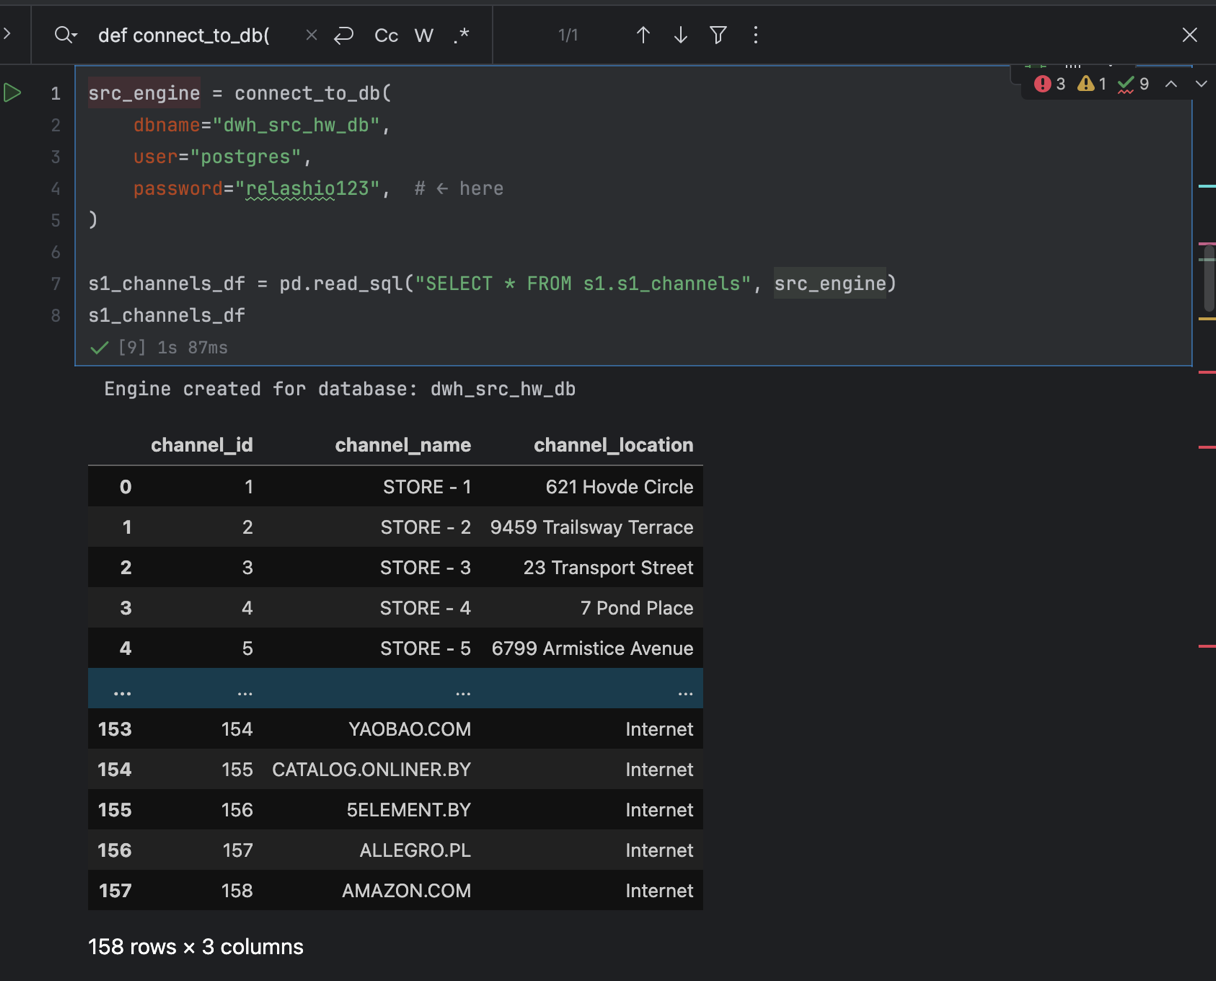 def connect_to_db( Cc W .* 1/1
3 1 9
1 src_engine = connect_to_db(
2 dbname="dwh_src_hw_db",
3 user="postgres",
4 password="relashio123", # ← here
5 )
6
7 s1_channels_df = pd.read_sql("SELECT * FROM s1.s1_channels", src_engine)
8 s1_channels_df
[9] 1s 87ms
Engine created for database: dwh_src_hw_db
channel_id channel_name channel_location
0 1 STORE - 1 621 Hovde Circle
1 2 STORE - 2 9459 Trailsway Terrace
2 3 STORE - 3 23 Transport Street
3 4 STORE - 4 7 Pond Place
4 5 STORE - 5 6799 Armistice Avenue
... ... ... ...
153 154 YAOBAO.COM Internet
154 155 CATALOG.ONLINER.BY Internet
155 156 5ELEMENT.BY Internet
156 157 ALLEGRO.PL Internet
157 158 AMAZON.COM Internet
158 rows × 3 columns